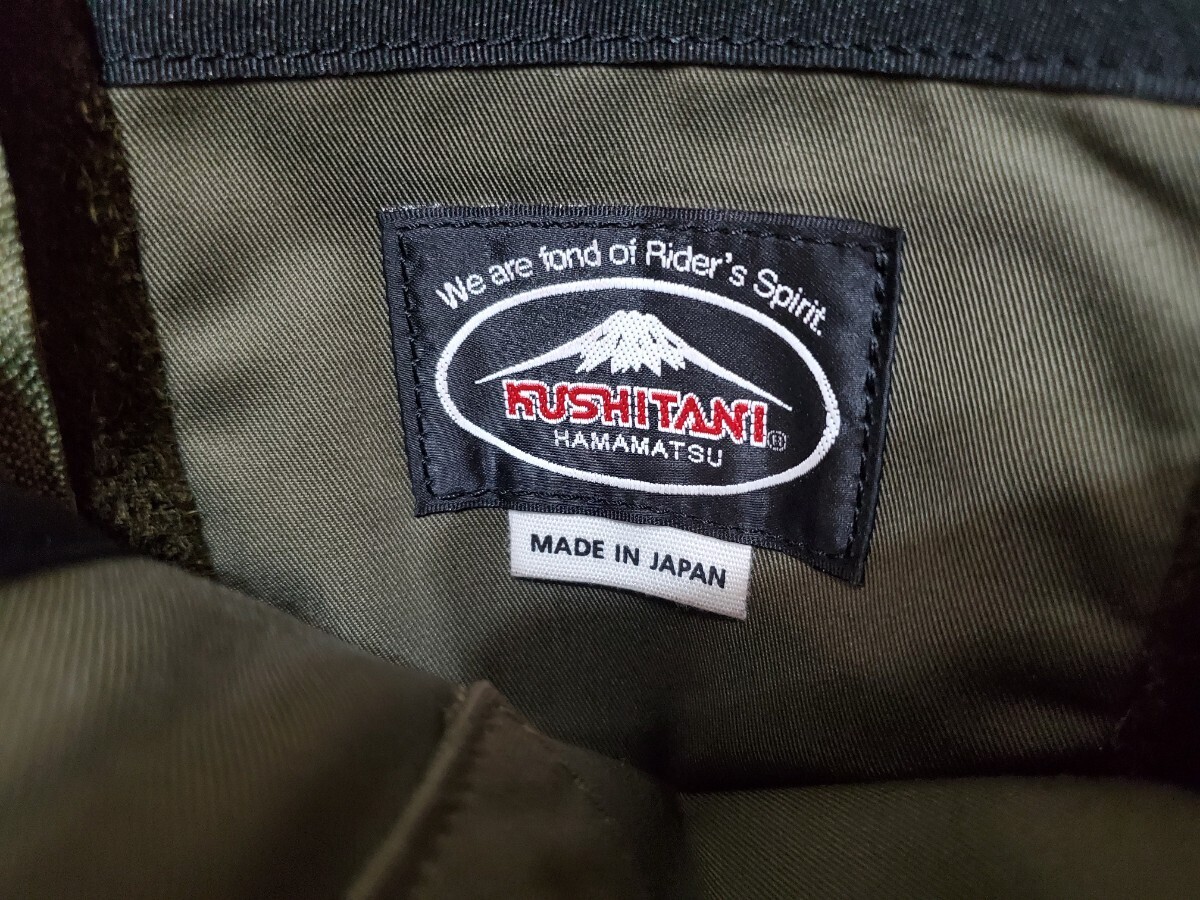 We are fond of Rider's Spirit.
KUSHITANI®
HAMAMATSU
MADE IN JAPAN